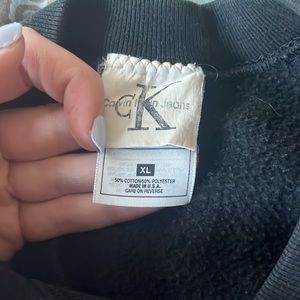 Calvin Klein Jeans
CK
XL
50% COTTON/50% POLYESTER
MADE IN U.S.A.
CARE ON REVERSE